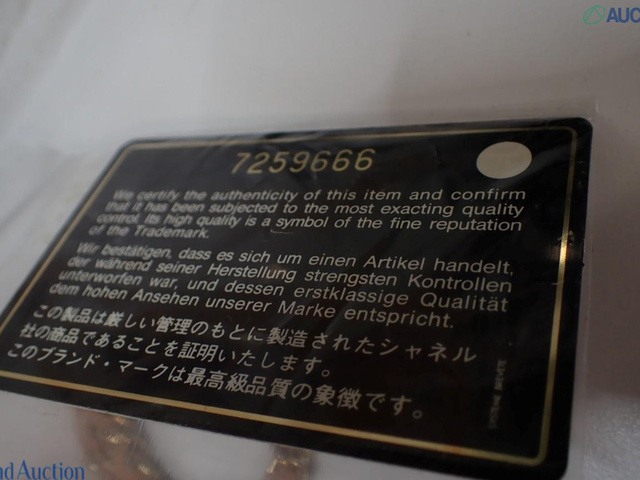 AUC
7259666
We certify the authenticity of this item and confirm
that it has been subjected to the most exacting quality
control. Its high quality is a symbol of the fine reputation
of the Trademark.
Wir bestätigen, dass es sich um einen Artikel handelt,
der während seiner Herstellung strengsten Kontrollen
unterworfen war, und dessen erstklassige Qualität
dem hohen Ansehen unserer Marke entspricht.
この製品は厳しい管理のもとに製造されたシャネル
社の商品であることを証明いたします。
このブランド・マークは最高級品質の象徴です。
nd Auction